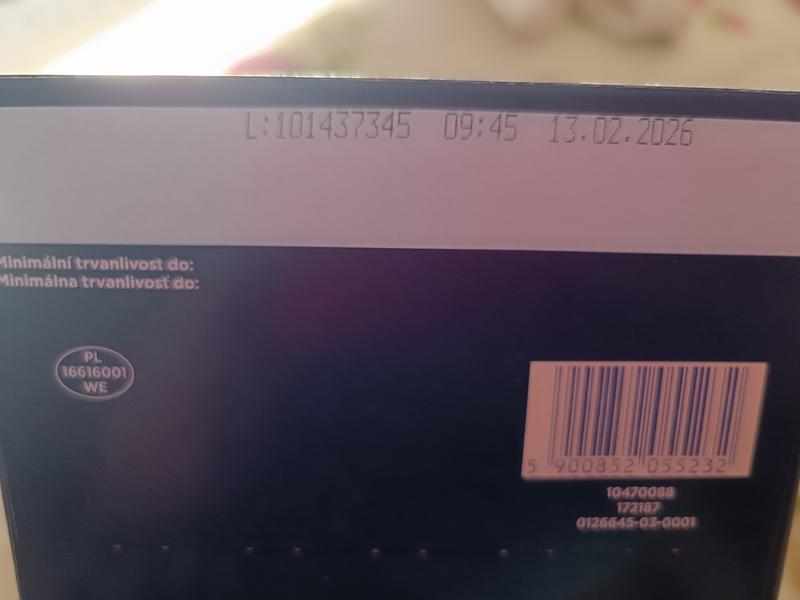 L:101437345 09:45 13.02.2026
Minimální trvanlivost do:
Minimálna trvanlivosť do:
PL
16616001
WE
5 900852 055232
10470088
172187
0126645-03-0001